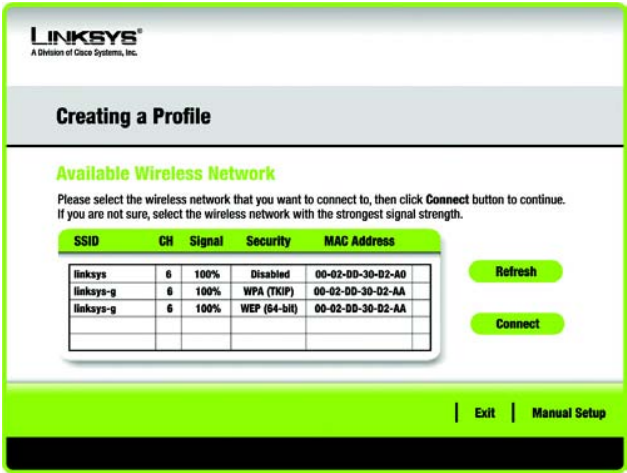 LINKSYS®
A Division of Cisco Systems, Inc.
Creating a Profile
Available Wireless Network
Please select the wireless network that you want to connect to, then click Connect button to continue.
If you are not sure, select the wireless network with the strongest signal strength.
SSID CH Signal Security MAC Address
linksys 6 100% Disabled 00-02-DD-30-D2-A0
linksys-g 6 100% WPA (TKIP) 00-02-DD-30-D2-AA
linksys-g 6 100% WEP (64-bit) 00-02-DD-30-D2-AA
Refresh
Connect
Exit
Manual Setup